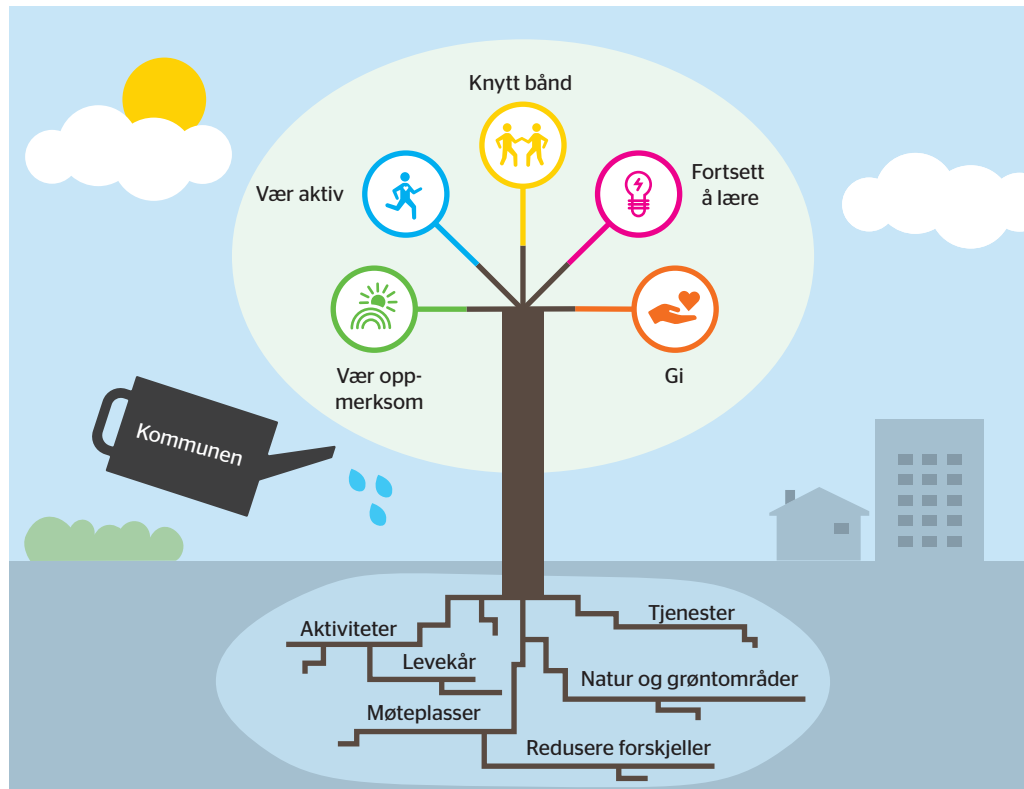 Knytt bånd
Vær aktiv
Fortsett
å lære
Vær opp-
merksom
Gi
Kommunen
Aktiviteter
Tjenester
Levekår
Natur og grøntområder
Møteplasser
Redusere forskjeller